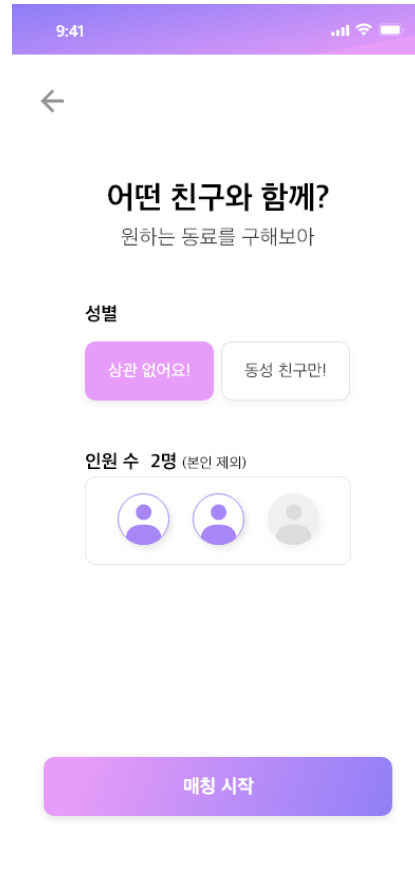 9:41
어떤 친구와 함께?
원하는 동료를 구해보아
성별
상관 없어요! 동성 친구만!
인원 수 2명 (본인 제외)
매칭 시작